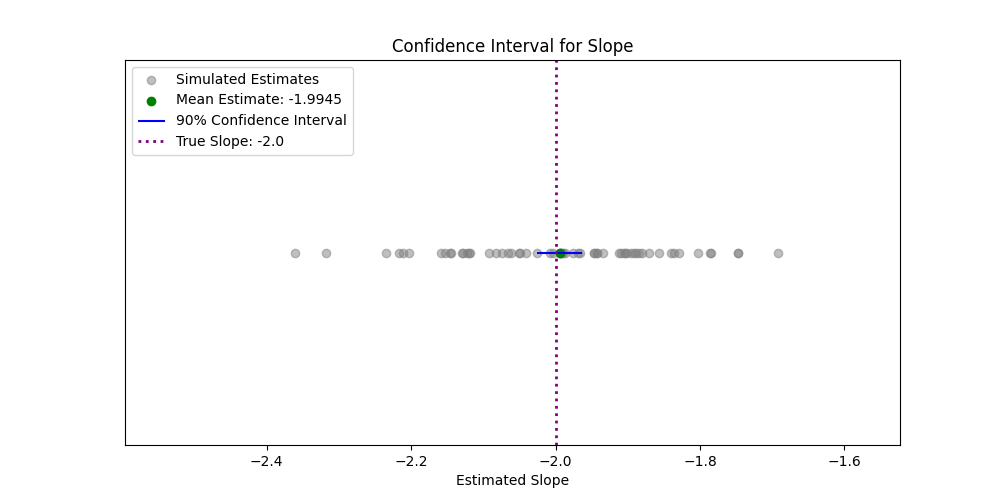 Confidence Interval for Slope
Simulated Estimates
Mean Estimate: -1.9945
90% Confidence Interval
True Slope: -2.0
−2.4 −2.2 −2.0 −1.8 −1.6
Estimated Slope